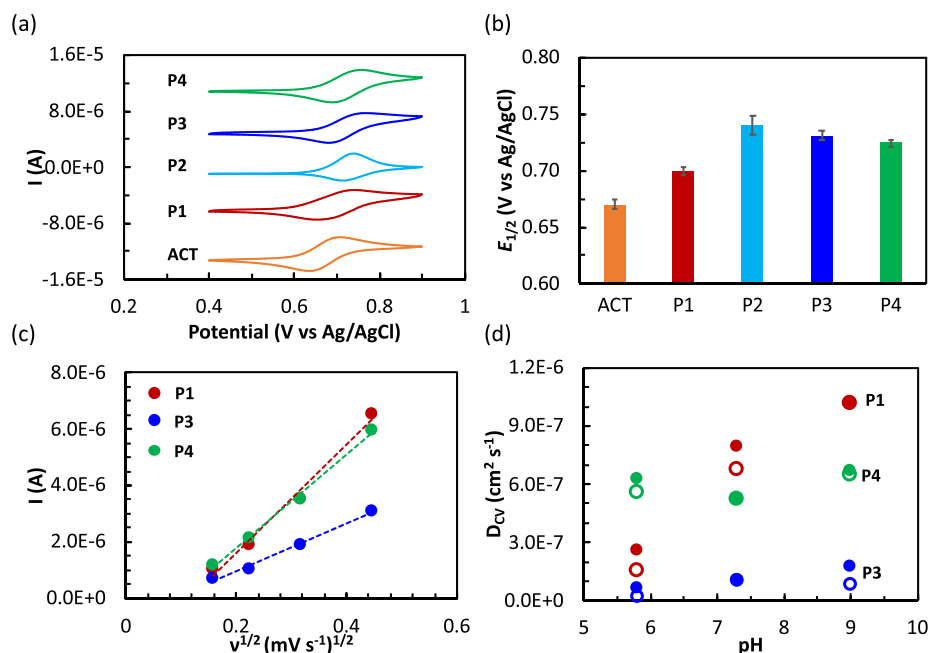 (a)
1.6E-5
8.0E-6
0.0E+0
-8.0E-6
-1.6E-5
I (A)
P4
P3
P2
P1
ACT
0.2 0.4 0.6 0.8 1
Potential (V vs Ag/AgCl)
(b)
0.80
0.75
0.70
0.65
0.60
E1/2 (V vs Ag/AgCl)
ACT P1 P2 P3 P4
(c)
8.0E-6
6.0E-6
4.0E-6
2.0E-6
0.0E+0
I (A)
P1
P3
P4
0 0.2 0.4 0.6
ν1/2 (mV s-1)1/2
(d)
1.2E-6
9.0E-7
6.0E-7
3.0E-7
0.0E+0
DCV (cm2 s-1)
P1
P4
P3
5 6 7 8 9 10
pH